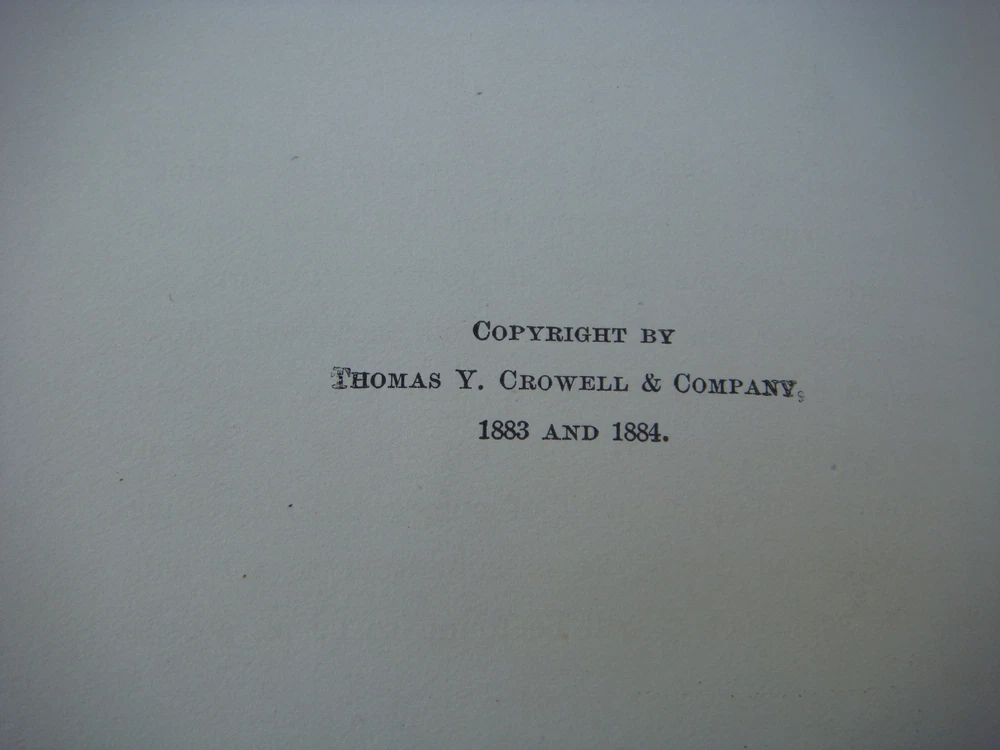 Copyright by
Thomas Y. Crowell & Company,
1883 and 1884.